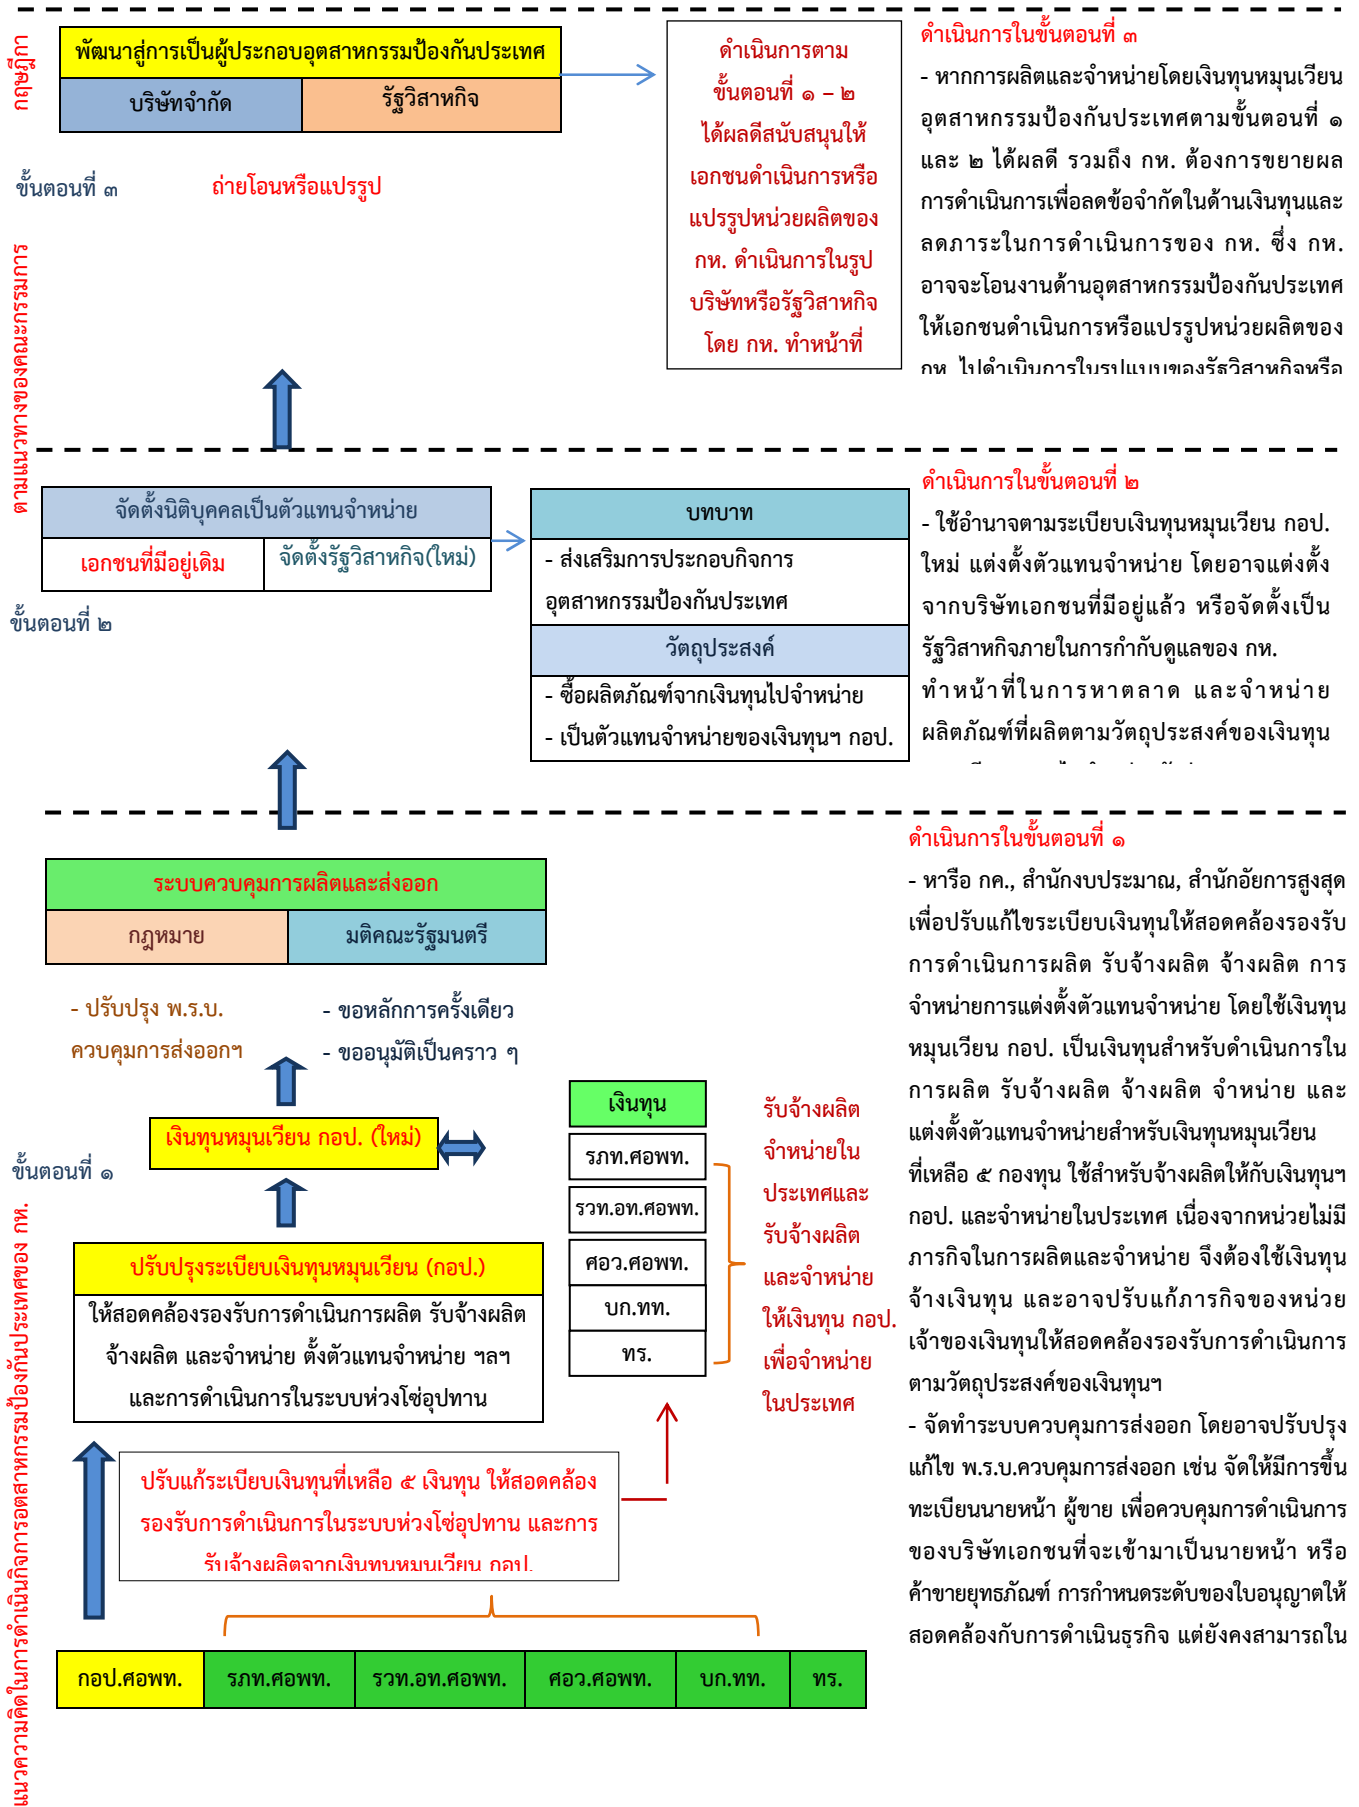 พัฒนาสู่การเป็นผู้ประกอบอุตสาหกรรมป้องกันประเทศ
บริษัทจำกัด
รัฐวิสาหกิจ
ขั้นตอนที่ ๓
ถ่ายโอนหรือแปรรูป
ดำเนินการตาม
ขั้นตอนที่ ๑ – ๒
ได้ผลดีสนับสนุนให้
เอกชนดำเนินการหรือ
แปรรูปหน่วยผลิตของ
กห. ดำเนินการในรูป
บริษัทหรือรัฐวิสาหกิจ
โดย กห. ทำหน้าที่
ดำเนินการในขั้นตอนที่ ๓
- หากการผลิตและจำหน่ายโดยเงินทุนหมุนเวียน
อุตสาหกรรมป้องกันประเทศตามขั้นตอนที่ ๑
และ ๒ ได้ผลดี รวมถึง กห. ต้องการขยายผล
การดำเนินการเพื่อลดข้อจำกัดในด้านเงินทุนและ
ลดภาระในการดำเนินการของ กห. ซึ่ง กห.
อาจจะโอนงานด้านอุตสาหกรรมป้องกันประเทศ
ให้เอกชนดำเนินการหรือแปรรูปหน่วยผลิตของ
กห. ไปดำเนินการในรูปแบบของรัฐวิสาหกิจหรือ
จัดตั้งนิติบุคคลเป็นตัวแทนจำหน่าย
เอกชนที่มีอยู่เดิม
จัดตั้งรัฐวิสาหกิจ(ใหม่)
ขั้นตอนที่ ๒
บทบาท
- ส่งเสริมการประกอบกิจการ
อุตสาหกรรมป้องกันประเทศ
วัตถุประสงค์
- ซื้อผลิตภัณฑ์จากเงินทุนไปจำหน่าย
- เป็นตัวแทนจำหน่ายของเงินทุนฯ กอป.
ดำเนินการในขั้นตอนที่ ๒
- ใช้อำนาจตามระเบียบเงินทุนหมุนเวียน กอป.
ใหม่ แต่งตั้งตัวแทนจำหน่าย โดยอาจแต่งตั้ง
จากบริษัทเอกชนที่มีอยู่แล้ว หรือจัดตั้งเป็น
รัฐวิสาหกิจภายในการกำกับดูแลของ กห.
ทำหน้าที่ในการหาตลาด และจำหน่าย
ผลิตภัณฑ์ที่ผลิตตามวัตถุประสงค์ของเงินทุน
ระบบควบคุมการผลิตและส่งออก
กฎหมาย
มติคณะรัฐมนตรี
- ปรับปรุง พ.ร.บ.
ควบคุมการส่งออกฯ
- ขอหลักการครั้งเดียว
- ขออนุมัติเป็นคราว ๆ
เงินทุนหมุนเวียน กอป. (ใหม่)
ขั้นตอนที่ ๑
ปรับปรุงระเบียบเงินทุนหมุนเวียน (กอป.)
ให้สอดคล้องรองรับการดำเนินการผลิต รับจ้างผลิต
จ้างผลิต และจำหน่าย ตั้งตัวแทนจำหน่าย ฯลฯ
และการดำเนินการในระบบห่วงโซ่อุปทาน
เงินทุน
รภท.ศอพท.
รวท.อท.ศอพท.
ศอว.ศอพท.
บก.ทท.
ทร.
รับจ้างผลิต
จำหน่ายใน
ประเทศและ
รับจ้างผลิต
และจำหน่าย
ให้เงินทุน กอป.
เพื่อจำหน่าย
ในประเทศ
ปรับแก้ระเบียบเงินทุนที่เหลือ ๕ เงินทุน ให้สอดคล้อง
รองรับการดำเนินการในระบบห่วงโซ่อุปทาน และการ
รับจ้างผลิตจากเงินทุนหมุนเวียน กอป.
กอป.ศอพท.
รภท.ศอพท.
รวท.อท.ศอพท.
ศอว.ศอพท.
บก.ทท.
ทร.
ดำเนินการในขั้นตอนที่ ๑
- หารือ กค., สำนักงบประมาณ, สำนักอัยการสูงสุด
เพื่อปรับแก้ไขระเบียบเงินทุนให้สอดคล้องรองรับ
การดำเนินการผลิต รับจ้างผลิต จ้างผลิต การ
จำหน่ายการแต่งตั้งตัวแทนจำหน่าย โดยใช้เงินทุน
หมุนเวียน กอป. เป็นเงินทุนสำหรับดำเนินการใน
การผลิต รับจ้างผลิต จ้างผลิต จำหน่าย และ
แต่งตั้งตัวแทนจำหน่ายสำหรับเงินทุนหมุนเวียน
ที่เหลือ ๕ กองทุน ใช้สำหรับจ้างผลิตให้กับเงินทุนฯ
กอป. และจำหน่ายในประเทศ เนื่องจากหน่วยไม่มี
ภารกิจในการผลิตและจำหน่าย จึงต้องใช้เงินทุน
จ้างเงินทุน และอาจปรับแก้ภารกิจของหน่วย
เจ้าของเงินทุนให้สอดคล้องรองรับการดำเนินการ
ตามวัตถุประสงค์ของเงินทุนฯ
- จัดทำระบบควบคุมการส่งออก โดยอาจปรับปรุง
แก้ไข พ.ร.บ.ควบคุมการส่งออก เช่น จัดให้มีการขึ้น
ทะเบียนนายหน้า ผู้ขาย เพื่อควบคุมการดำเนินการ
ของบริษัทเอกชนที่จะเข้ามาเป็นนายหน้า หรือ
ค้าขายยุทธภัณฑ์ การกำหนดระดับของใบอนุญาตให้
สอดคล้องกับการดำเนินธุรกิจ แต่ยังคงสามารถใน
แนวความคิดในการดำเนินกิจการอุตสาหกรรมป้องกันประเทศของ กห.
ตามแนวทางของคณะกรรมการ
กฤษฎีกา